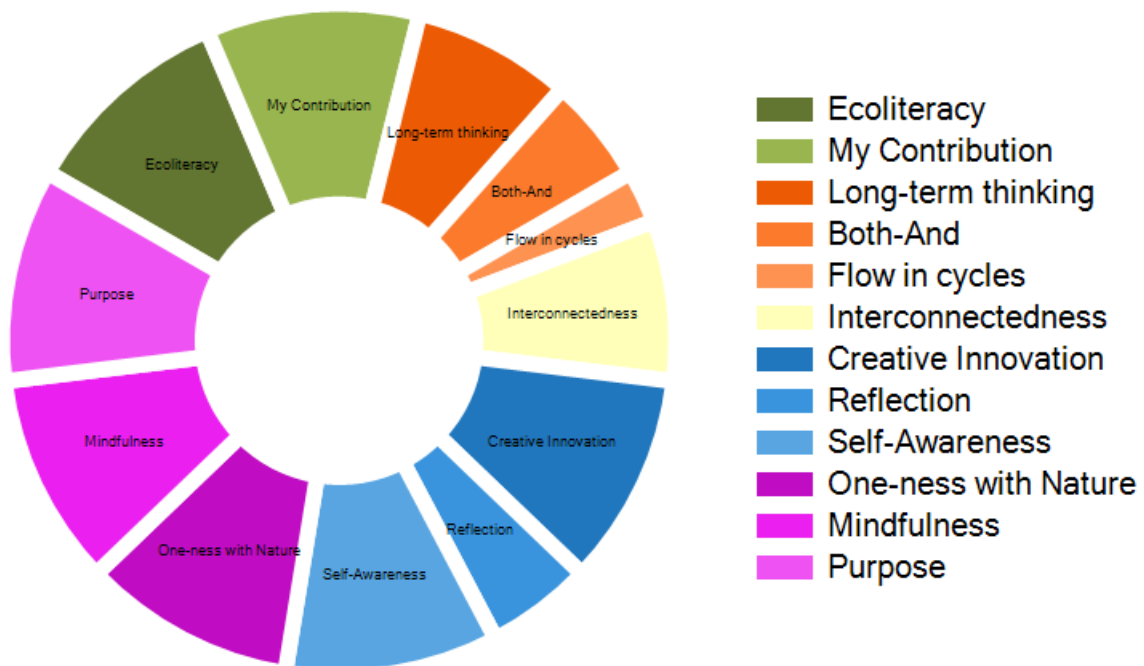 My Contribution
Long-term thinking
Ecoliteracy
Both-And
Flow in cycles
Purpose
Interconnectedness
Mindfulness
Creative Innovation
Reflection
One-ness with Nature
Self-Awareness
Ecoliteracy
My Contribution
Long-term thinking
Both-And
Flow in cycles
Interconnectedness
Creative Innovation
Reflection
Self-Awareness
One-ness with Nature
Mindfulness
Purpose